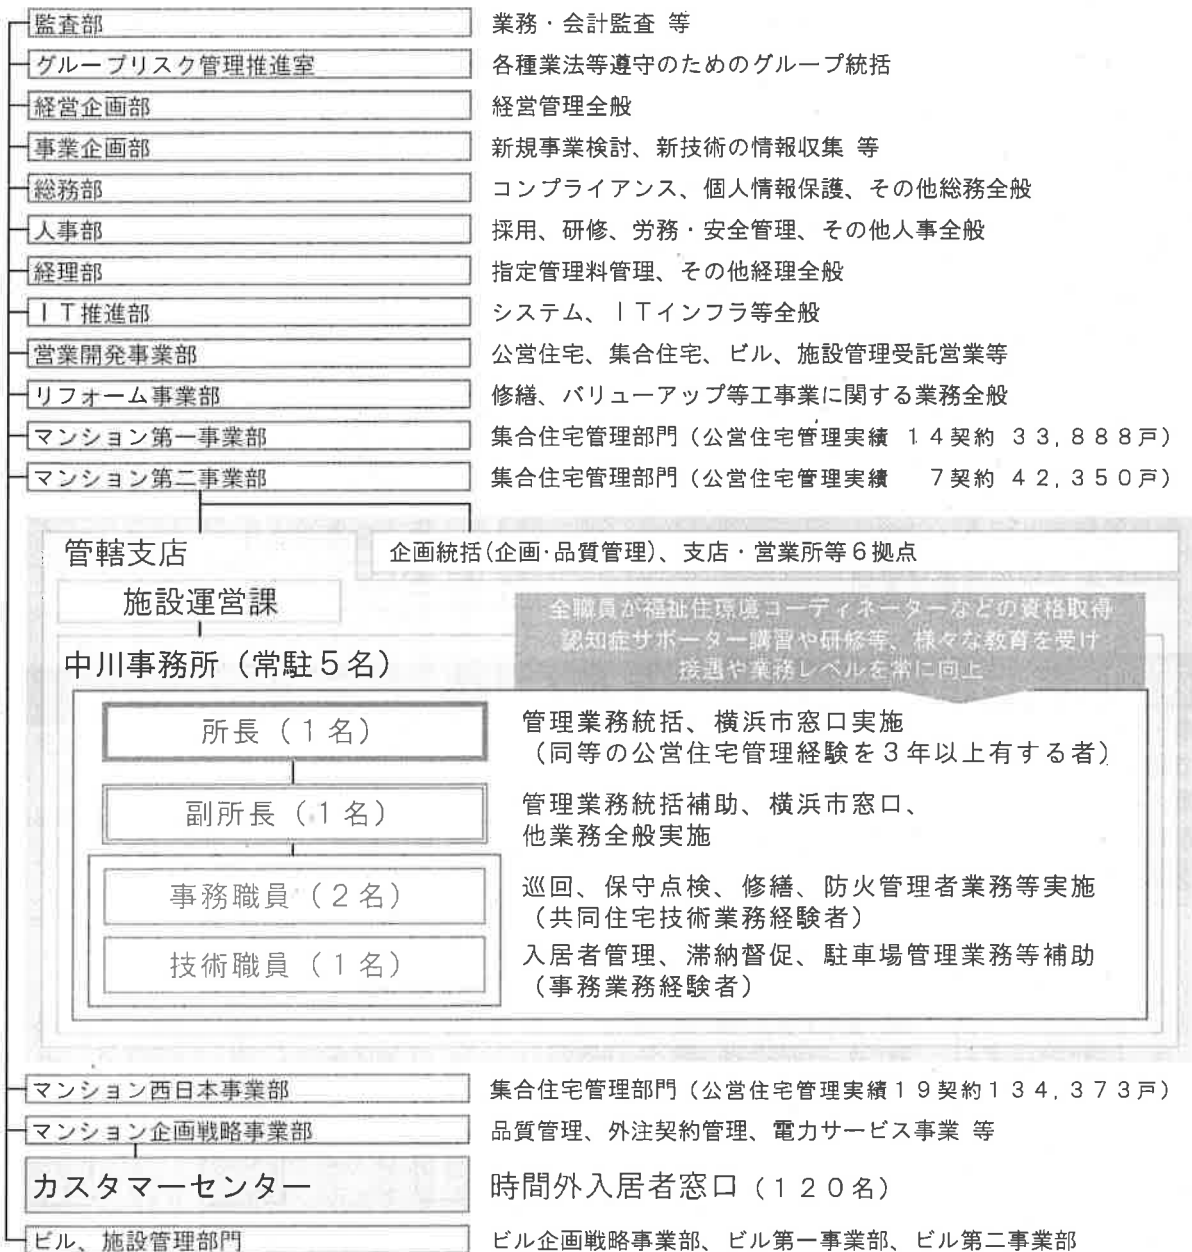 監査部 業務・会計監査 等
グループリスク管理推進室 各種業法等遵守のためのグループ統括
経営企画部 経営管理全般
事業企画部 新規事業検討、新技術の情報収集 等
総務部 コンプライアンス、個人情報保護、その他総務全般
人事部 採用、研修、労務・安全管理、その他人事全般
経理部 指定管理料管理、その他経理全般
ＩＴ推進部 システム、ＩＴインフラ等全般
営業開発事業部 公営住宅、集合住宅、ビル、施設管理受託営業等
リフォーム事業部 修繕、バリューアップ等工事業に関する業務全般
マンション第一事業部 集合住宅管理部門（公営住宅管理実績 １４契約 ３３，８８８戸）
マンション第二事業部 集合住宅管理部門（公営住宅管理実績 ７契約 ４２，３５０戸）
管轄支店 企画統括(企画･品質管理)、支店・営業所等６拠点
施設運営課
全職員が福祉住環境コーディネーターなどの資格取得
認知症サポーター講習や研修等、様々な教育を受け
接遇や業務レベルを常に向上
中川事務所（常駐５名）
所長（１名） 管理業務統括、横浜市窓口実施
（同等の公営住宅管理経験を３年以上有する者）
副所長（１名） 管理業務統括補助、横浜市窓口、
他業務全般実施
事務職員（２名） 巡回、保守点検、修繕、防火管理者業務等実施
（共同住宅技術業務経験者）
技術職員（１名） 入居者管理、滞納督促、駐車場管理業務等補助
（事務業務経験者）
マンション西日本事業部 集合住宅管理部門（公営住宅管理実績１９契約１３４，３７３戸）
マンション企画戦略事業部 品質管理、外注契約管理、電力サービス事業 等
カスタマーセンター 時間外入居者窓口（１２０名）
ビル、施設管理部門 ビル企画戦略事業部、ビル第一事業部、ビル第二事業部